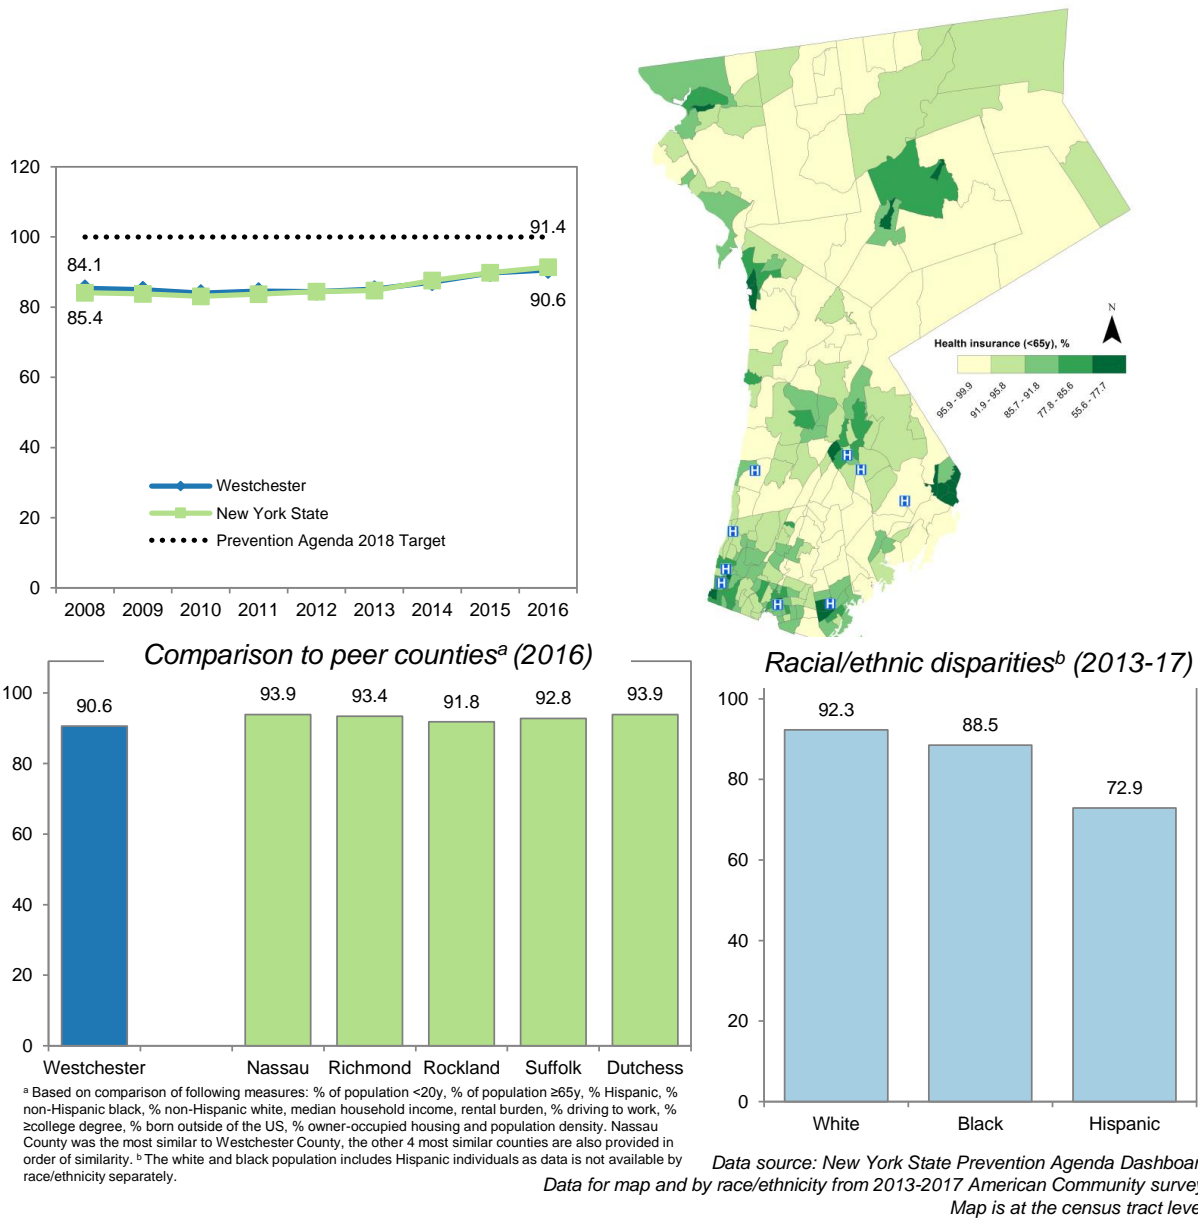 120
100
80
60
40
20
0
84.1
85.4
91.4
90.6
Westchester
New York State
Prevention Agenda 2018 Target
2008 2009 2010 2011 2012 2013 2014 2015 2016
N
Health insurance (<65y), %
95.9 - 99.9
91.9 - 95.8
85.7 - 91.8
77.8 - 85.6
55.6 - 77.7
H
H
H
H
H
H
H
H
H
Comparison to peer countiesᵃ (2016)
100
80
60
40
20
0
90.6
93.9
93.4
91.8
92.8
93.9
Westchester Nassau Richmond Rockland Suffolk Dutchess
ᵃ Based on comparison of following measures: % of population <20y, % of population ≥65y, % Hispanic, %
non-Hispanic black, % non-Hispanic white, median household income, rental burden, % driving to work, %
≥college degree, % born outside of the US, % owner-occupied housing and population density. Nassau
County was the most similar to Westchester County, the other 4 most similar counties are also provided in
order of similarity. ᵇ The white and black population includes Hispanic individuals as data is not available by
race/ethnicity separately.
Racial/ethnic disparitiesᵇ (2013-17)
100
80
60
40
20
0
92.3
88.5
72.9
White Black Hispanic
Data source: New York State Prevention Agenda Dashboar
Data for map and by race/ethnicity from 2013-2017 American Community survey
Map is at the census tract leve